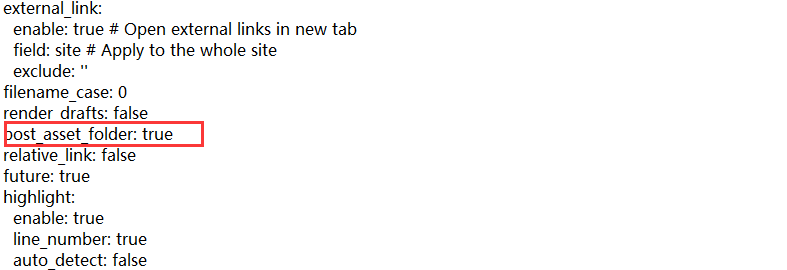 external_link:
  enable: true # Open external links in new tab
  field: site # Apply to the whole site
  exclude: ''
filename_case: 0
render_drafts: false
post_asset_folder: true
relative_link: false
future: true
highlight:
  enable: true
  line_number: true
  auto_detect: false